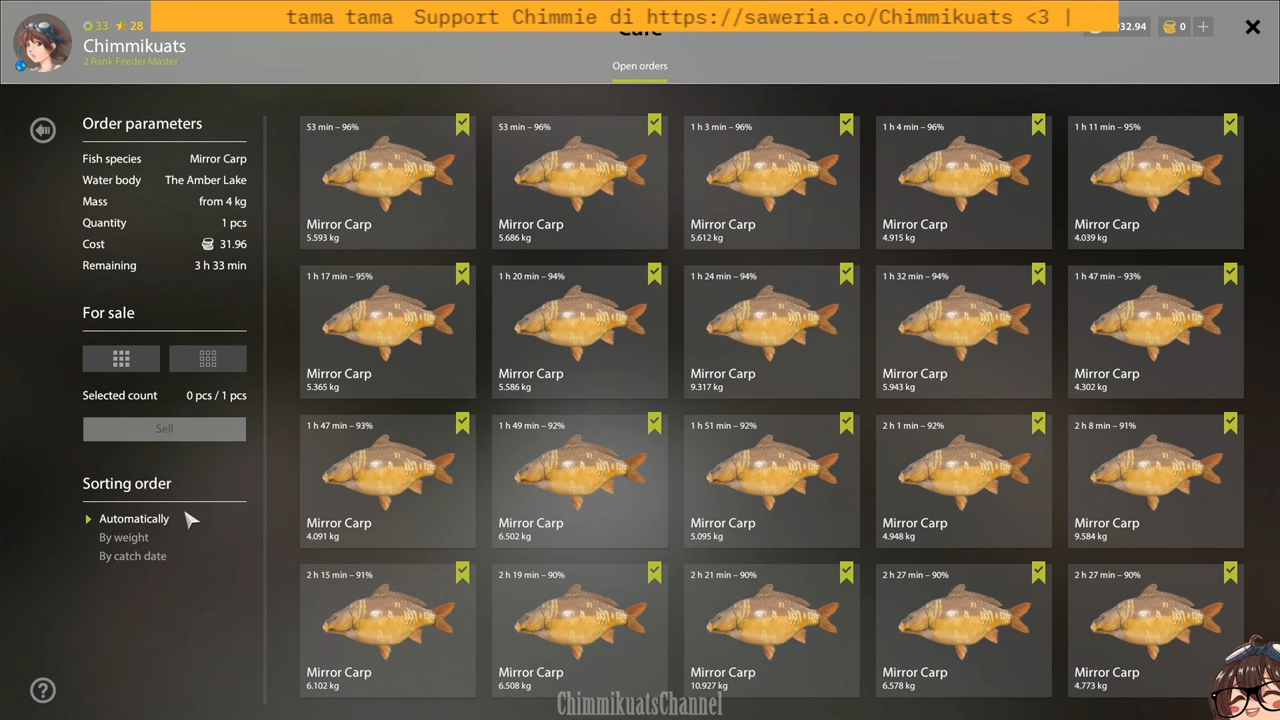 tama tama Support Chimmie di https://saweria.co/Chimmikuats <3 |
33 28
Chimmikuats
2 Rank Feeder Master
32.94 0
Open orders
Order parameters
Fish species Mirror Carp
Water body The Amber Lake
Mass from 4 kg
Quantity 1 pcs
Cost 31.96
Remaining 3 h 33 min
For sale
Selected count 0 pcs / 1 pcs
Sell
Sorting order
Automatically
By weight
By catch date
53 min – 96% 53 min – 96% 1 h 3 min – 96% 1 h 4 min – 96% 1 h 11 min – 95%
Mirror Carp Mirror Carp Mirror Carp Mirror Carp Mirror Carp
5.593 kg 5.686 kg 5.612 kg 4.915 kg 4.039 kg
1 h 17 min – 95% 1 h 20 min – 94% 1 h 24 min – 94% 1 h 32 min – 94% 1 h 47 min – 93%
Mirror Carp Mirror Carp Mirror Carp Mirror Carp Mirror Carp
5.365 kg 5.586 kg 9.317 kg 5.943 kg 4.302 kg
1 h 47 min – 93% 1 h 49 min – 92% 1 h 51 min – 92% 2 h 1 min – 92% 2 h 8 min – 91%
Mirror Carp Mirror Carp Mirror Carp Mirror Carp Mirror Carp
4.091 kg 6.502 kg 5.095 kg 4.948 kg 9.584 kg
2 h 15 min – 91% 2 h 19 min – 90% 2 h 21 min – 90% 2 h 27 min – 90% 2 h 27 min – 90%
Mirror Carp Mirror Carp Mirror Carp Mirror Carp Mirror Carp
6.102 kg 6.508 kg 10.927 kg 6.578 kg 4.773 kg
ChimmikuatsChannel